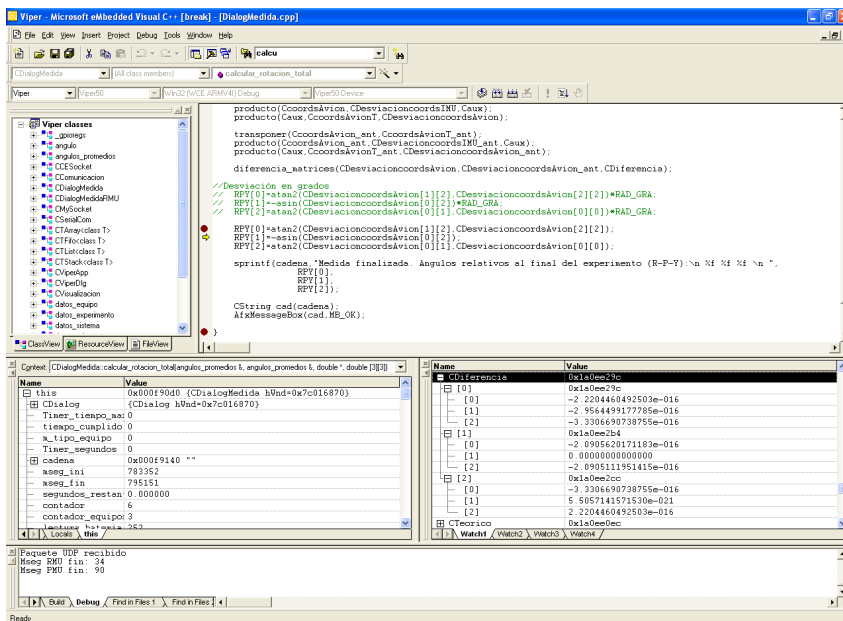 Viper - Microsoft eMbedded Visual C++ [break] - [DialogMedida.cpp]
File Edit View Insert Project Debug Tools Window Help
calcu
CDialogMedida (All class members) calcular_rotacion_total
Viper Viper50 Win32 (WCE ARMV4I) Debug Viper50 Device
Viper classes
_gpioregs
angulo
angulos_promedios
CCESocket
CComunicacion
CDialogMedida
CDialogMedidaRMU
CMySocket
CSerialCom
CTArray<class T>
CTFifo<class T>
CTList<class T>
CTStack<class T>
CViperApp
CViperDlg
CVisualizacion
datos_equipo
datos_experimento
datos_sistema
ClassView ResourceView FileView
producto(CcoordsAvion,CDesviacioncoordsIMU,Caux);
producto(Caux,CcoordsAvionT,CDesviacioncoordsAvion);
transponer(CcoordsAvion_ant,CcoordsAvionT_ant);
producto(CcoordsAvion_ant,CDesviacioncoordsIMU_ant,Caux);
producto(Caux,CcoordsAvionT_ant,CDesviacioncoordsAvion_ant);
diferencia_matrices(CDesviacioncoordsAvion,CDesviacioncoordsAvion_ant,CDiferencia);
//Desviación en grados
// RPY[0]=atan2(CDesviacioncoordsAvion[1][2],CDesviacioncoordsAvion[2][2])*RAD_GRA;
// RPY[1]=-asin(CDesviacioncoordsAvion[0][2])*RAD_GRA;
// RPY[2]=atan2(CDesviacioncoordsAvion[0][1],CDesviacioncoordsAvion[0][0])*RAD_GRA;
RPY[0]=atan2(CDesviacioncoordsAvion[1][2],CDesviacioncoordsAvion[2][2]);
RPY[1]=-asin(CDesviacioncoordsAvion[0][2]);
RPY[2]=atan2(CDesviacioncoordsAvion[0][1],CDesviacioncoordsAvion[0][0]);
sprintf(cadena,"Medida finalizada. Angulos relativos al final del experimento (R-P-Y):\n %f %f %f \n ",
RPY[0],
RPY[1],
RPY[2]);
CString cad(cadena);
AfxMessageBox(cad,MB_OK);
}
Context: CDialogMedida::calcular_rotacion_total(angulos_promedios &, angulos_promedios &, double *, double [3][3])
Name Value
this 0x000f90d0 {CDialogMedida hWnd=0x7c016870}
CDialog {CDialog hWnd=0x7c016870}
Timer_tiempo_max 0
tiempo_cumplido 0
m_tipo_equipo 0
Timer_segundos 0
cadena 0x000f9140 ""
mseg_ini 783352
mseg_fin 795151
segundos_restan 0.000000
contador 6
contador_equipo 3
lectura_bateria 252
Locals this
Name Value
CDiferencia 0x1a0ee29c
[0] 0x1a0ee29c
[0] -2.2204460492503e-016
[1] -2.9564499177785e-016
[2] -3.3306690738755e-016
[1] 0x1a0ee2b4
[0] -2.0905620171183e-016
[1] 0.00000000000000
[2] -2.0905111951415e-016
[2] 0x1a0ee2cc
[0] -3.3306690738755e-016
[1] 5.5057141571530e-021
[2] 2.2204460492503e-016
CTeorico 0x1a0ee0ec
Watch1 Watch2 Watch3 Watch4
Paquete UDP recibido
Mseg RMU fin: 34
Mseg PMU fin: 90
Build Debug Find in Files 1 Find in Files 2
Ready